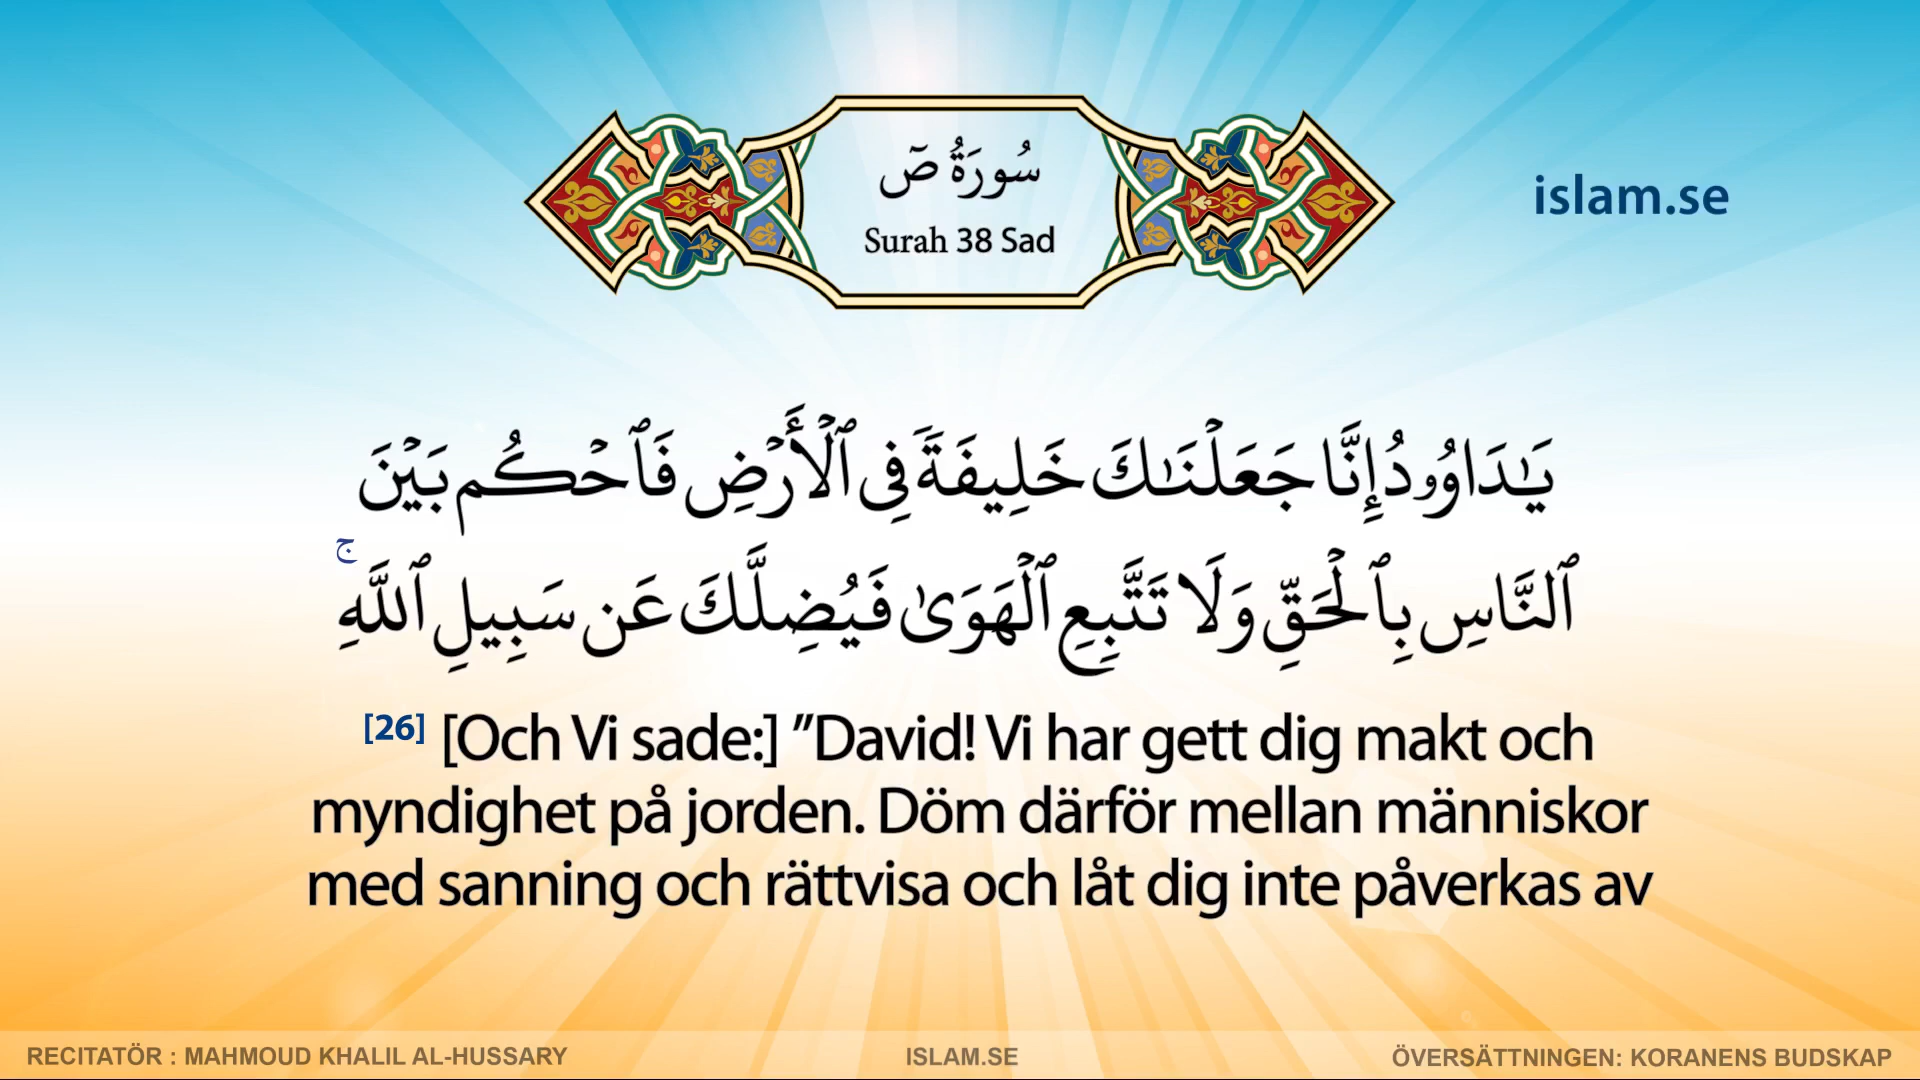 سُورَةُ صٓ
Surah 38 Sad
islam.se
يَـٰدَاوُۥدُ إِنَّا جَعَلْنَـٰكَ خَلِيفَةًۭ فِى ٱلْأَرْضِ فَٱحْكُم بَيْنَ
ٱلنَّاسِ بِٱلْحَقِّ وَلَا تَتَّبِعِ ٱلْهَوَىٰ فَيُضِلَّكَ عَن سَبِيلِ ٱللَّهِ ۚ
[26] [Och Vi sade:] ”David! Vi har gett dig makt och
myndighet på jorden. Döm därför mellan människor
med sanning och rättvisa och låt dig inte påverkas av
RECITATÖR : MAHMOUD KHALIL AL-HUSSARY
ISLAM.SE
ÖVERSÄTTNINGEN: KORANENS BUDSKAP